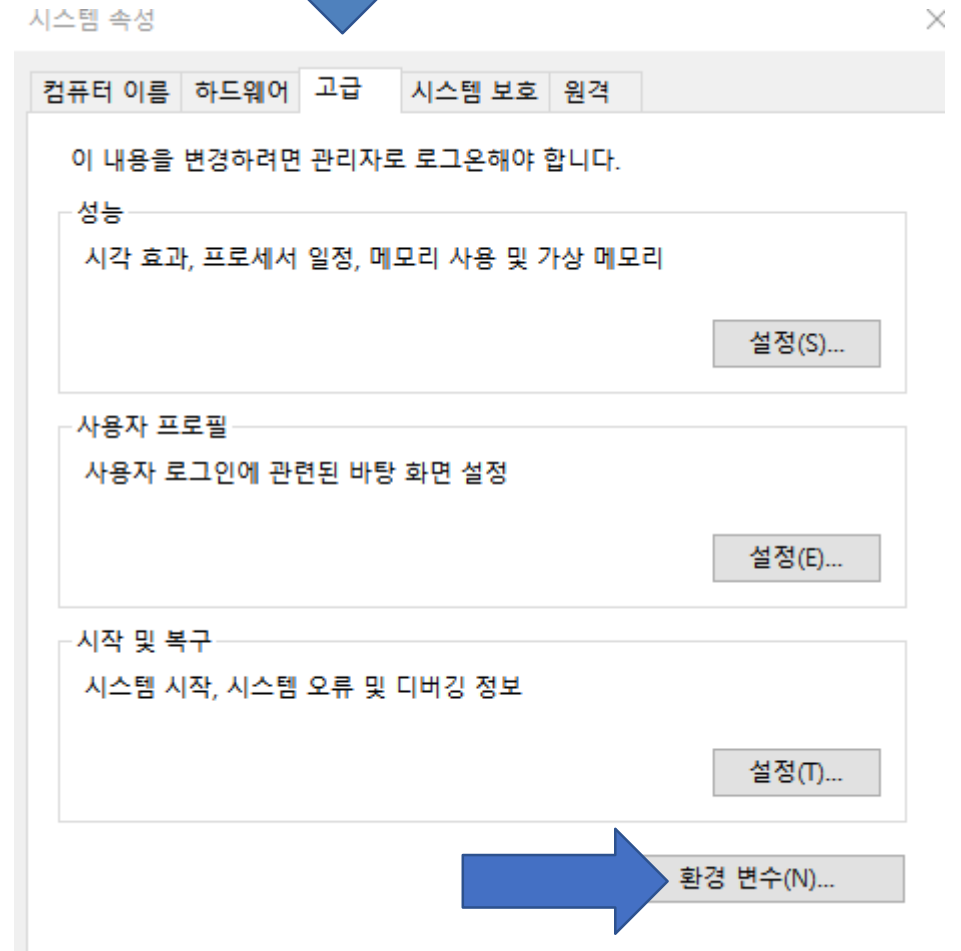 시스템 속성
컴퓨터 이름 하드웨어 고급 시스템 보호 원격
이 내용을 변경하려면 관리자로 로그온해야 합니다.
성능
시각 효과, 프로세서 일정, 메모리 사용 및 가상 메모리
설정(S)...
사용자 프로필
사용자 로그인에 관련된 바탕 화면 설정
설정(E)...
시작 및 복구
시스템 시작, 시스템 오류 및 디버깅 정보
설정(T)...
환경 변수(N)...